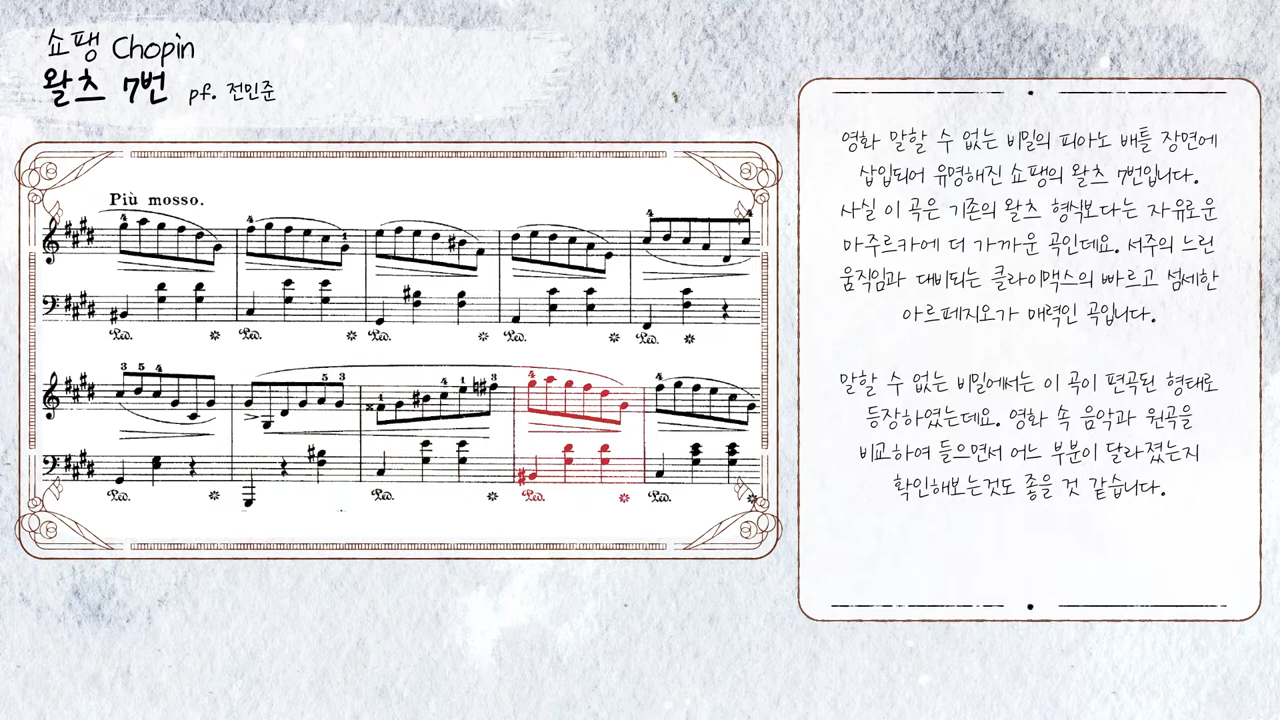 쇼팽 Chopin
왈츠 7번 pf. 전민준
Più mosso.
영화 말할 수 없는 비밀의 피아노 배틀 장면에
삽입되어 유명해진 쇼팽의 왈츠 7번입니다.
사실 이 곡은 기존의 왈츠 형식보다는 자유로운
마주르카에 더 가까운 곡인데요. 서주의 느린
움직임과 대비되는 클라이맥스의 빠르고 섬세한
아르페지오가 매력인 곡입니다.
말할 수 없는 비밀에서는 이 곡이 편곡된 형태로
등장하였는데요. 영화 속 음악과 원곡을
비교하여 들으면서 어느 부분이 달라졌는지
확인해보는것도 좋을 것 같습니다.